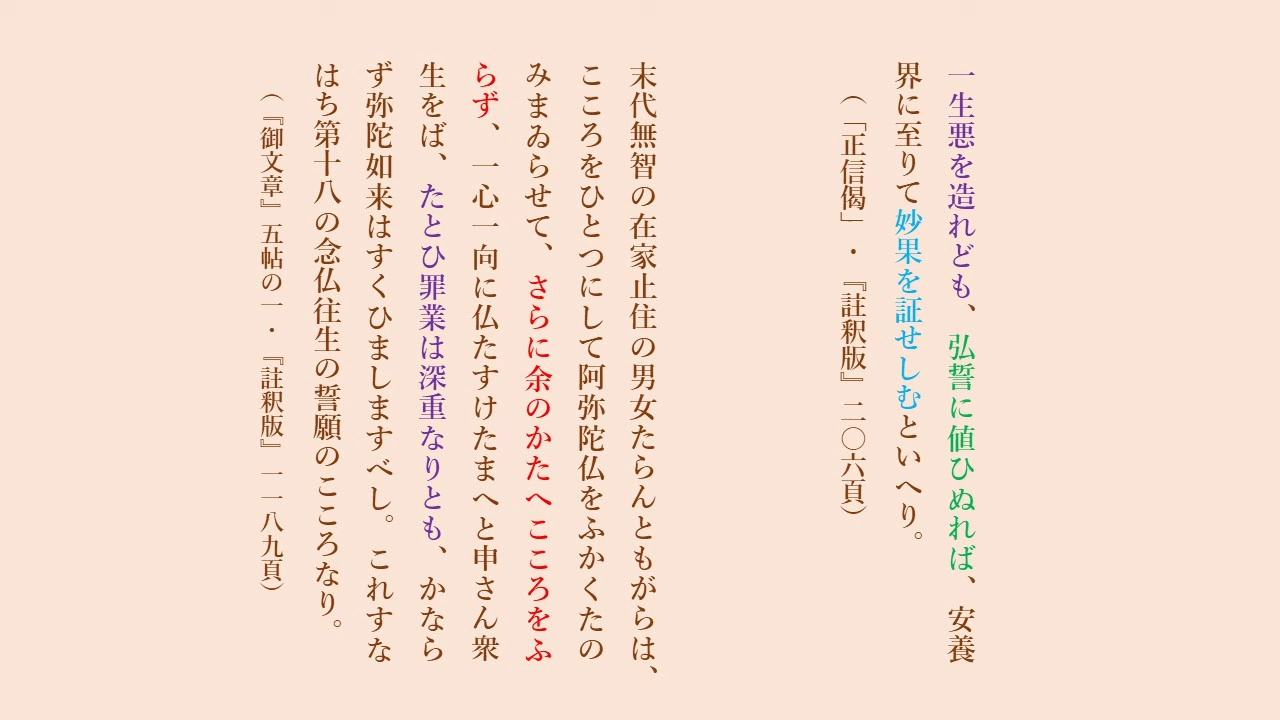 一生悪を造れども、弘誓に値ひぬれば、安養
界に至りて妙果を証せしむといへり。
（「正信偈」・『註釈版』二〇六頁）
末代無智の在家止住の男女たらんともがらは、
こころをひとつにして阿弥陀仏をふかくたの
みまゐらせて、さらに余のかたへこころをふ
らず、一心一向に仏たすけたまへと申さん衆
生をば、たとひ罪業は深重なりとも、かなら
ず弥陀如来はすくひましますべし。これすな
はち第十八の念仏往生の誓願のこころなり。
（『御文章』五帖の一・『註釈版』一一八九頁）